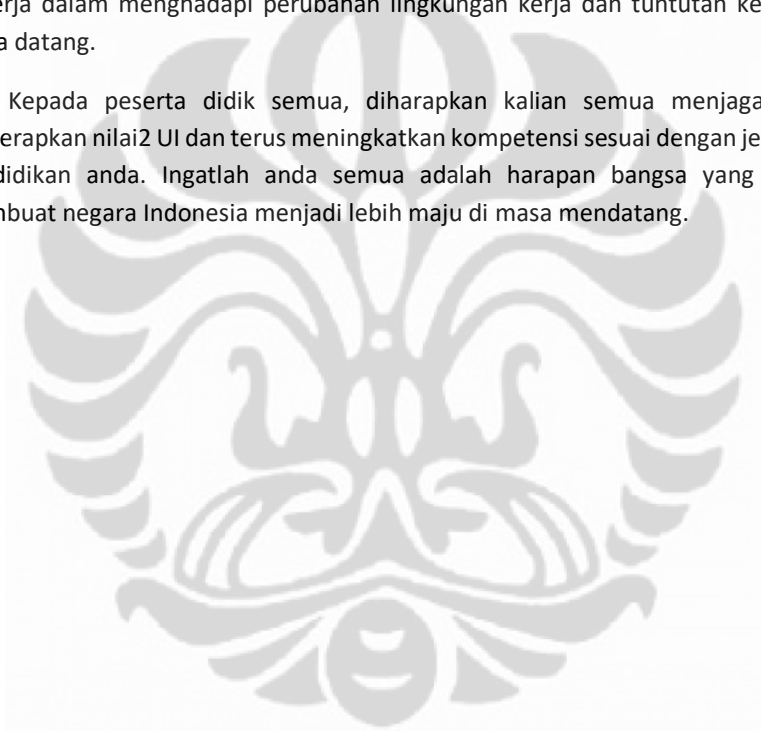 erja dalam menghadapi perubahan lingkungan kerja dan tuntutan ke
a datang.
Kepada peserta didik semua, diharapkan kalian semua menjaga
erapkan nilai2 UI dan terus meningkatkan kompetensi sesuai dengan je
didikan anda. Ingatlah anda semua adalah harapan bangsa yang
nbuat negara Indonesia menjadi lebih maju di masa mendatang.